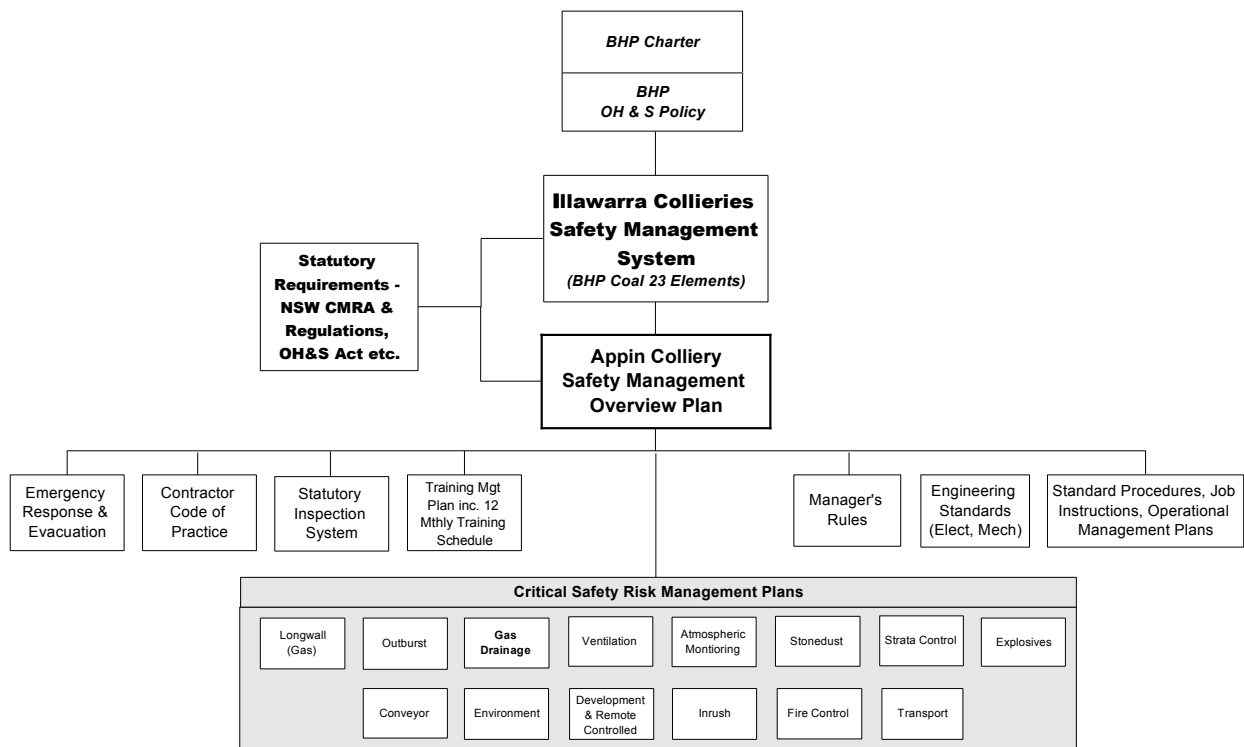 BHP Charter
BHP
OH & S Policy
Illawarra Collieries
Safety Management
System
(BHP Coal 23 Elements)
Statutory
Requirements -
NSW CMRA &
Regulations,
OH&S Act etc.
Appin Colliery
Safety Management
Overview Plan
Emergency
Response &
Evacuation
Contractor
Code of
Practice
Statutory
Inspection
System
Training Mgt
Plan inc. 12
Mthly Training
Schedule
Manager's
Rules
Engineering
Standards
(Elect, Mech)
Standard Procedures, Job
Instructions, Operational
Management Plans
Critical Safety Risk Management Plans
Longwall
(Gas)
Outburst
Gas
Drainage
Ventilation
Atmospheric
Montioring
Stonedust
Strata Control
Explosives
Conveyor
Environment
Development
& Remote
Controlled
Inrush
Fire Control
Transport